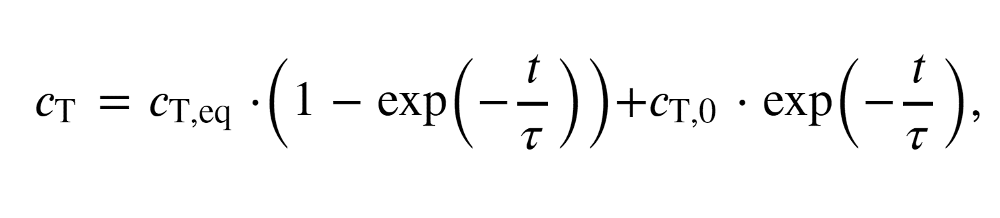 c_T = c_{T,eq} · (1 − exp(−t/τ)) + c_{T,0} · exp(−t/τ),